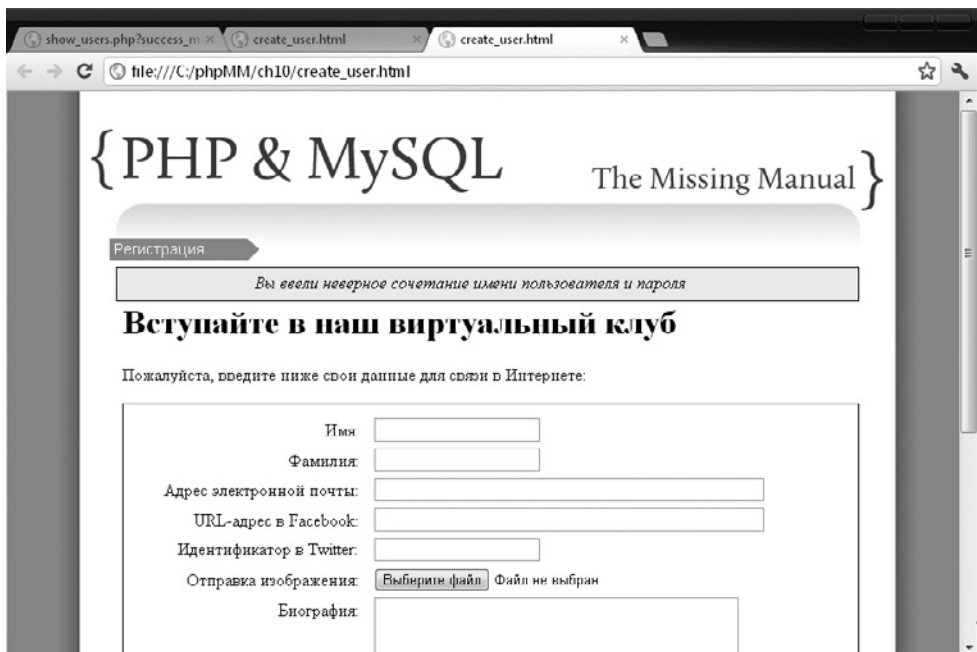 show_users.php?success_m
create_user.html
create_user.html
file:///C:/phpMM/ch10/create_user.html
{PHP & MySQL
The Missing Manual}
Регистрация
Вы ввели неверное сочетание имени пользователя и пароля
Вступайте в наш виртуальный клуб
Пожалуйста, введите ниже свои данные для связи в Интернете:
Имя:
Фамилия:
Адрес электронной почты:
URL-адрес в Facebook:
Идентификатор в Twitter:
Отправка изображения: Выберите файл Файл не выбран
Биография: